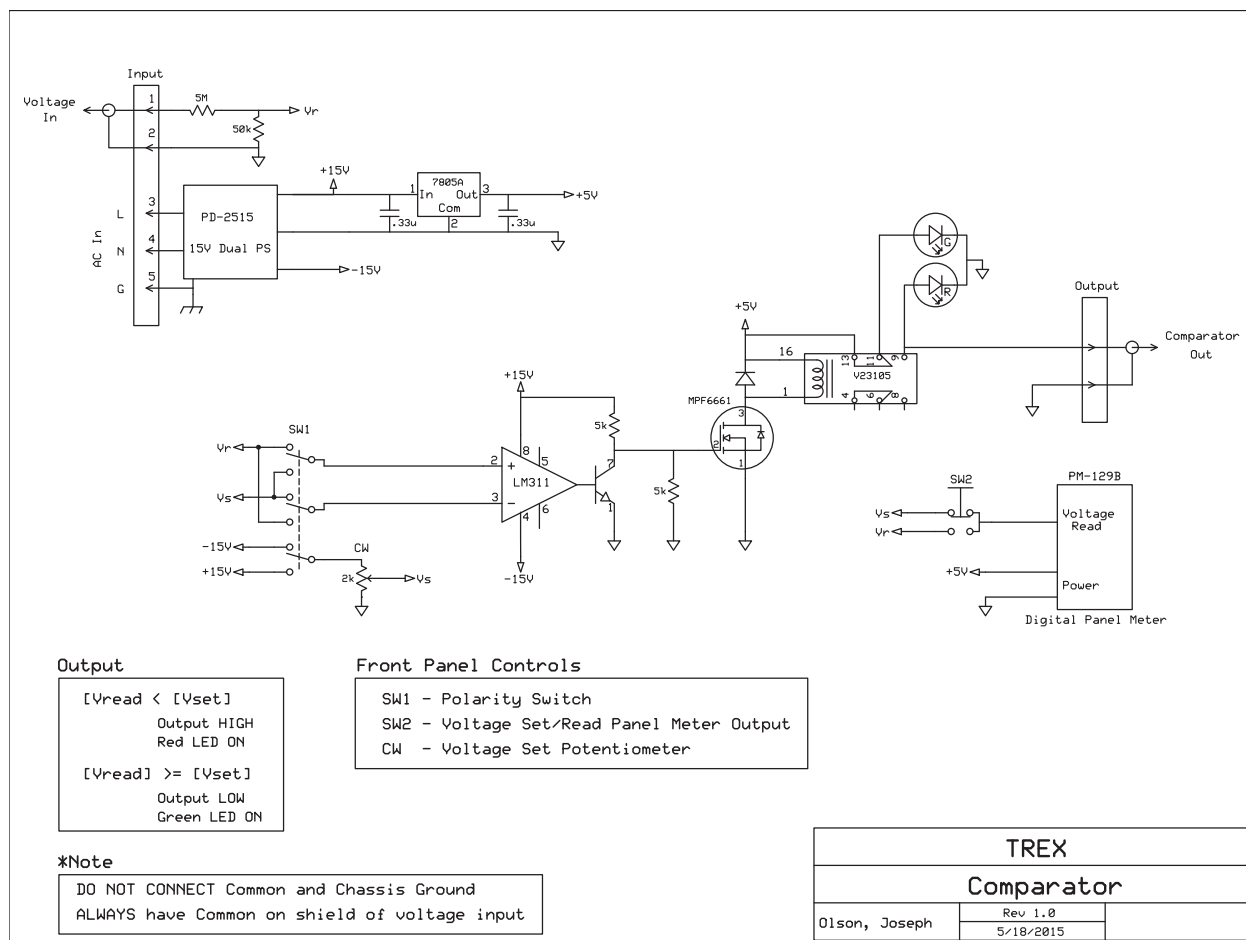 Input
Voltage
In
1
5M
Vr
2
50k
+15V
1
7805A
3
In
Out
+5V
Com
2
.33u
.33u
AC In
L
3
PD-2515
N
4
15V Dual PS
-15V
G
5
G
R
+5V
Output
16
13
11
9
Comparator
Out
V23105
1
4
6
8
MPF6661
3
2
1
+15V
5k
SW1
Vr
8
5
7
2
+
LM311
Vs
3
-
4
6
1
5k
-15V
CW
+15V
2k
Vs
-15V
SW2
PM-129B
Vs
Voltage
Read
Vr
+5V
Power
Digital Panel Meter
Output
[Vread < [Vset]
Output HIGH
Red LED ON
[Vread] >= [Vset]
Output LOW
Green LED ON
Front Panel Controls
SW1 - Polarity Switch
SW2 - Voltage Set/Read Panel Meter Output
CW - Voltage Set Potentiometer
*Note
DO NOT CONNECT Common and Chassis Ground
ALWAYS have Common on shield of voltage input
TREX
Comparator
Olson, Joseph
Rev 1.0
5/18/2015